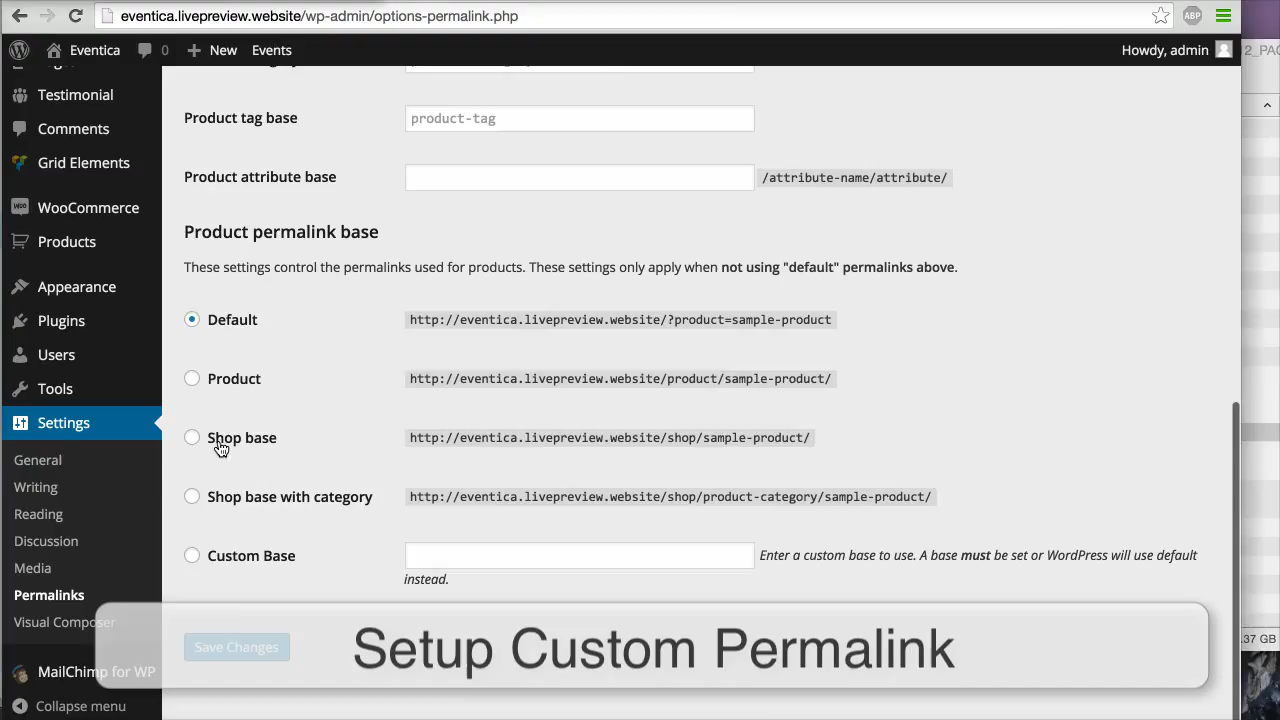 eventica.livepreview.website/wp-admin/options-permalink.php
ABP
Eventica
0
New
Events
Howdy, admin
Testimonial
Comments
Grid Elements
WooCommerce
Products
Appearance
Plugins
Users
Tools
Settings
General
Writing
Reading
Discussion
Media
Permalinks
Visual Composer
MailChimp for WP
Collapse menu
Product tag base
product-tag
Product attribute base
/attribute-name/attribute/
Product permalink base
These settings control the permalinks used for products. These settings only apply when not using "default" permalinks above.
Default
http://eventica.livepreview.website/?product=sample-product
Product
http://eventica.livepreview.website/product/sample-product/
Shop base
http://eventica.livepreview.website/shop/sample-product/
Shop base with category
http://eventica.livepreview.website/shop/product-category/sample-product/
Custom Base
Enter a custom base to use. A base must be set or WordPress will use default
instead.
Save Changes
Setup Custom Permalink
.37 GB